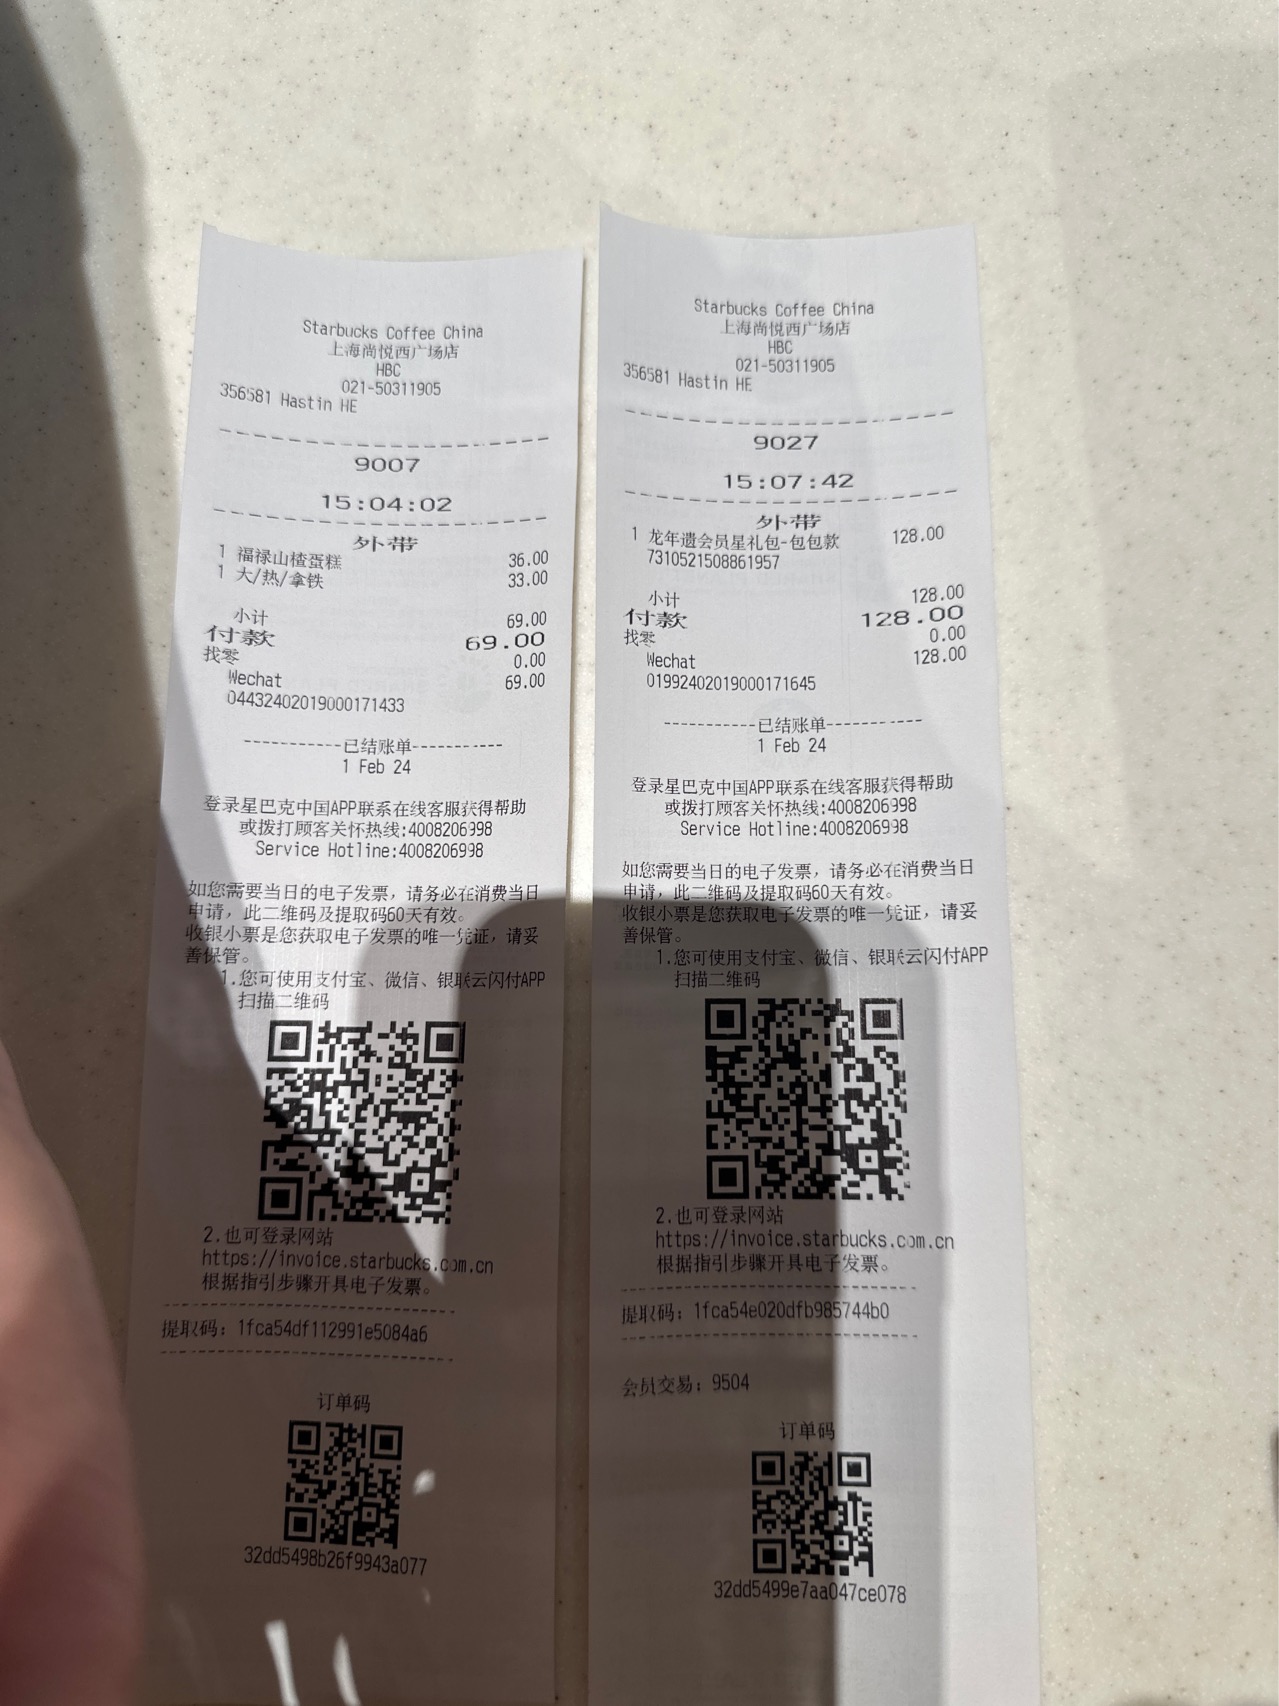 Starbucks Coffee China
上海尚悦西广场店
HBC
021-50311905
356581 Hastin HE
9007
15:04:02
外带
1 福禄山楂蛋糕 36.00
1 大/热/拿铁 33.00
小计 69.00
付款 69.00
找零 0.00
Wechat 69.00
04432402019000171433
-----------已结账单----------
1 Feb 24
登录星巴克中国APP联系在线客服获得帮助
或拨打顾客关怀热线:4008206998
Service Hotline:4008206998
如您需要当日的电子发票，请务必在消费当日
申请，此二维码及提取码60天有效。
收银小票是您获取电子发票的唯一凭证，请妥
善保管。
1.您可使用支付宝、微信、银联云闪付APP
扫描二维码
2.也可登录网站
https://invoice.starbucks.com.cn
根据指引步骤开具电子发票。
提取码: 1fca54df112991e5084a6
订单码
32dd5498b26f9943a077
Starbucks Coffee China
上海尚悦西广场店
HBC
021-50311905
356581 Hastin HE
9027
15:07:42
外带
1 龙年遗会员星礼包-包包款 128.00
7310521508861957
小计 128.00
付款 128.00
找零 0.00
Wechat 128.00
01992402019000171645
-----------已结账单-----------
1 Feb 24
登录星巴克中国APP联系在线客服获得帮助
或拨打顾客关怀热线:4008206998
Service Hotline:4008206998
如您需要当日的电子发票，请务必在消费当日
申请，此二维码及提取码60天有效。
收银小票是您获取电子发票的唯一凭证，请妥
善保管。
1.您可使用支付宝、微信、银联云闪付APP
扫描二维码
2.也可登录网站
https://invoice.starbucks.com.cn
根据指引步骤开具电子发票。
提取码: 1fca54e020dfb985744b0
会员交易: 9504
订单码
32dd5499e7aa047ce078